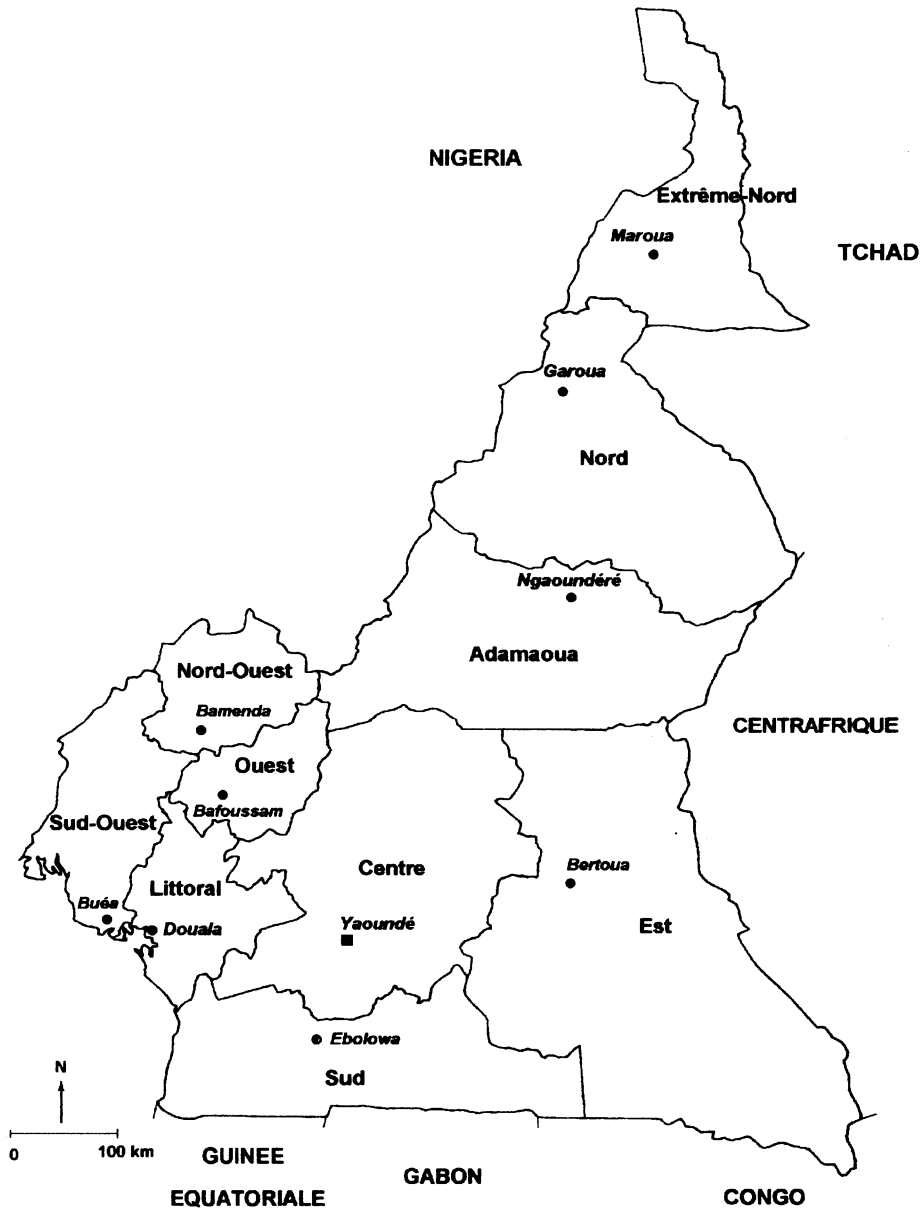 NIGERIA
Extrême-Nord
Maroua
TCHAD
Garoua
Nord
Ngaoundéré
Adamaoua
Nord-Ouest
Bamenda
CENTRAFRIQUE
Ouest
Bafoussam
Sud-Ouest
Centre
Bertoua
Littoral
Buéa
Douala
Yaoundé
Est
Ebolowa
Sud
N
0 100 km
GUINEE
EQUATORIALE
GABON
CONGO